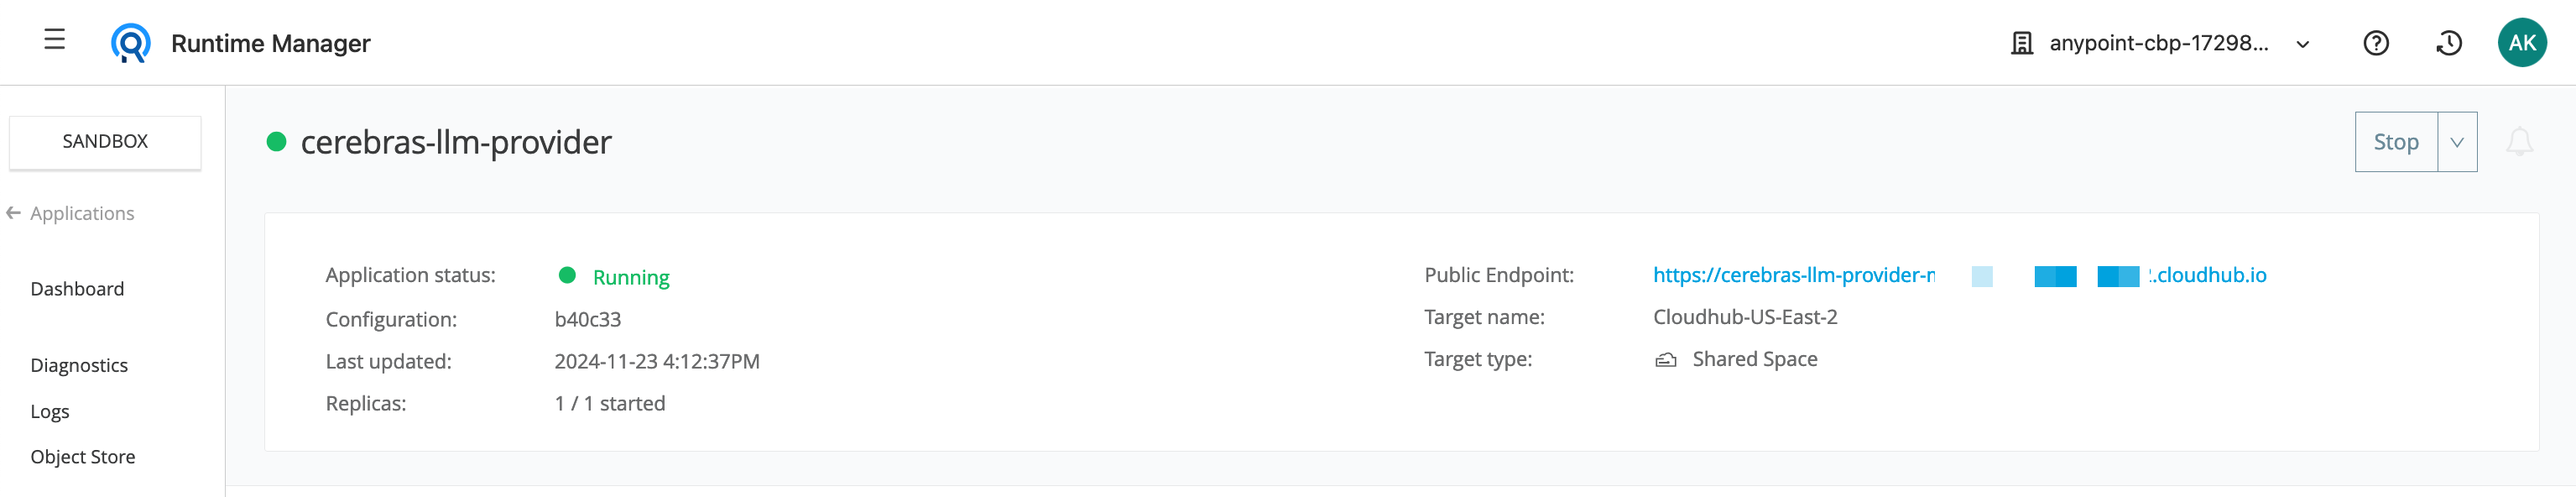 Runtime Manager
anypoint-cbp-17298...
AK
SANDBOX
Applications
Dashboard
Diagnostics
Logs
Object Store
cerebras-llm-provider
Stop
Application status: Running
Configuration: b40c33
Last updated: 2024-11-23 4:12:37PM
Replicas: 1 / 1 started
Public Endpoint: https://cerebras-llm-provider- .cloudhub.io
Target name: Cloudhub-US-East-2
Target type: Shared Space